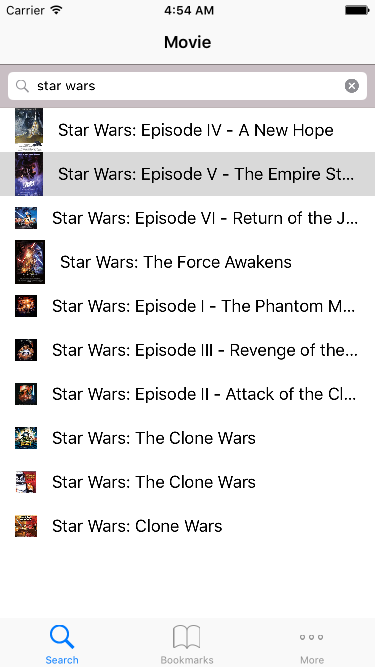 Carrier 4:54 AM
Movie
star wars
Star Wars: Episode IV - A New Hope
Star Wars: Episode V - The Empire St...
Star Wars: Episode VI - Return of the J...
Star Wars: The Force Awakens
Star Wars: Episode I - The Phantom M...
Star Wars: Episode III - Revenge of the...
Star Wars: Episode II - Attack of the Cl...
Star Wars: The Clone Wars
Star Wars: The Clone Wars
Star Wars: Clone Wars
Search Bookmarks More